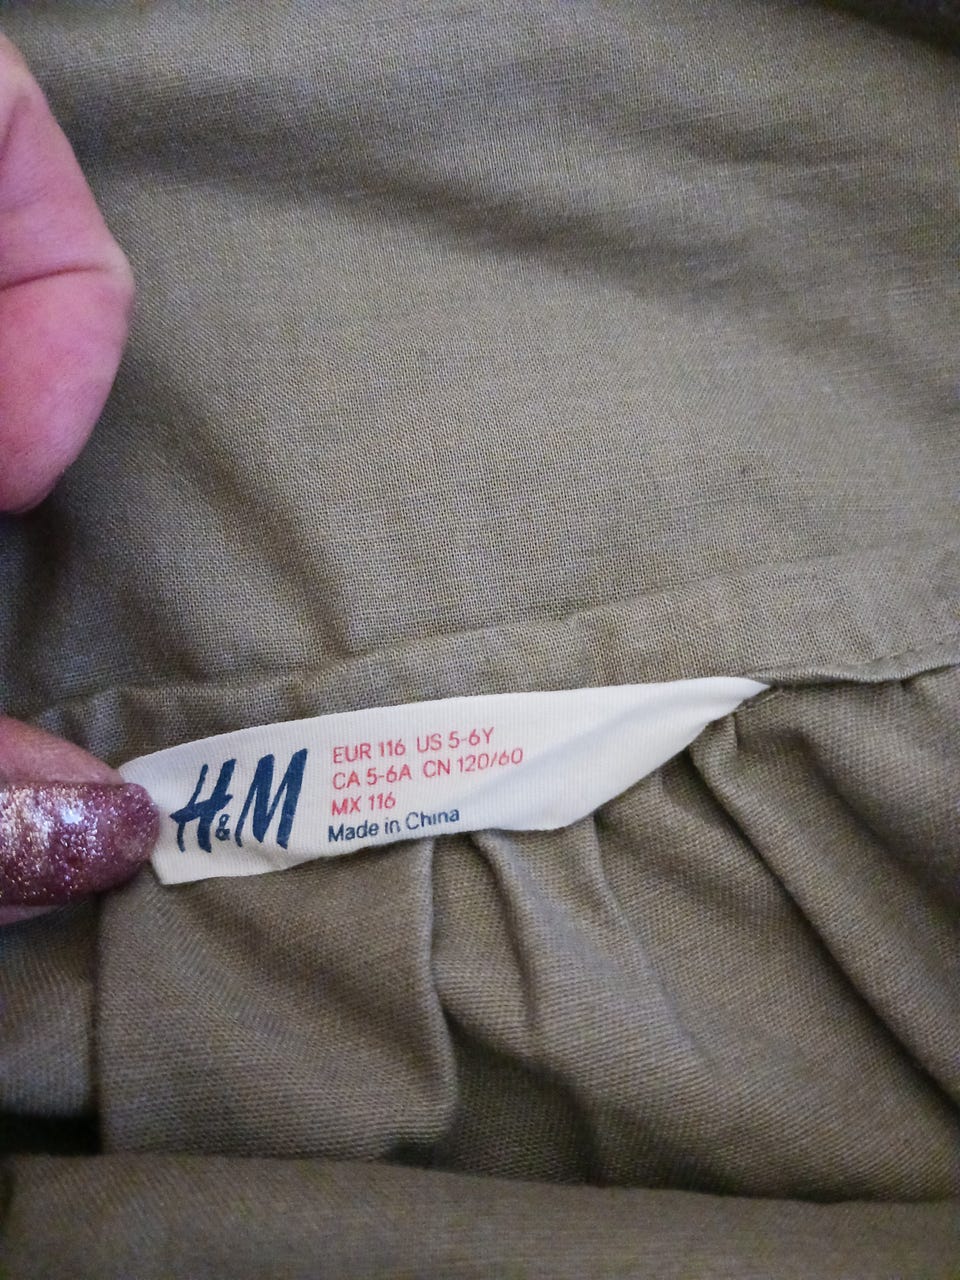 H&M
EUR 116 US 5-6Y
CA 5-6A CN 120/60
MX 116
Made in China